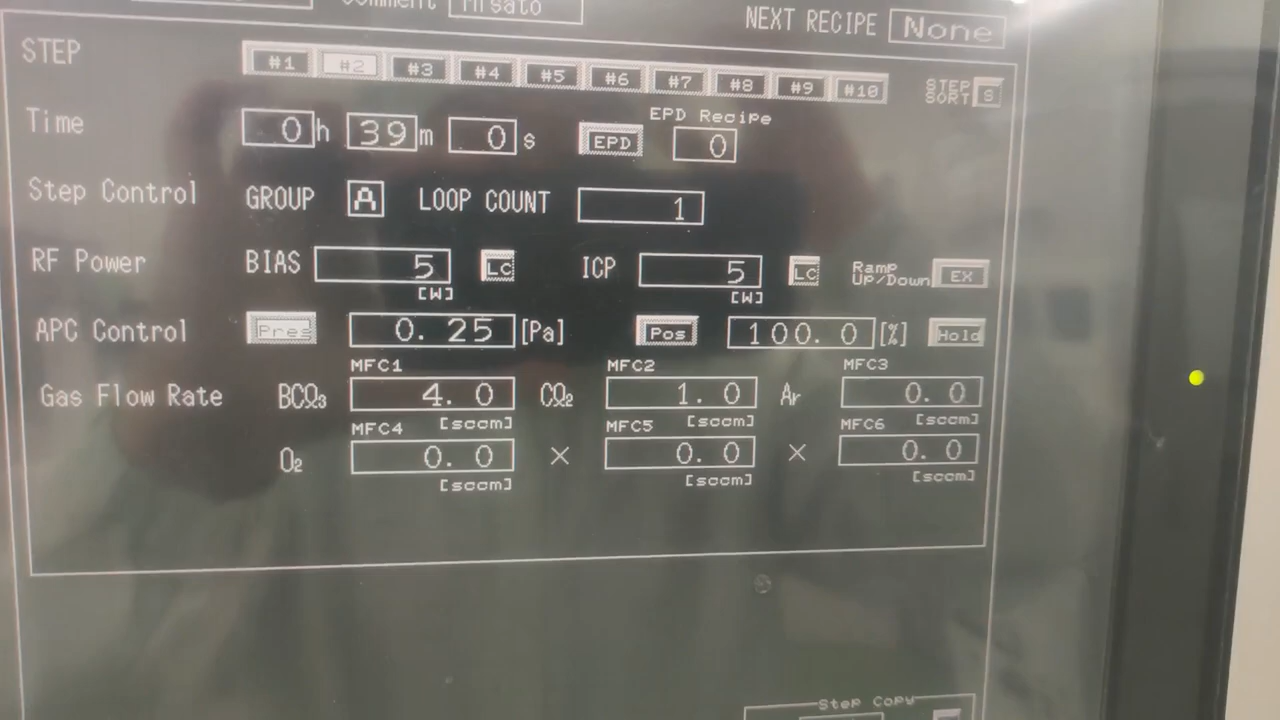 Comment
NEXT RECIPE None
STEP #1 #2 #3 #4 #5 #6 #7 #8 #9 #10 STEP SORT S
Time 0 h 39 m 0 s EPD EPD Recipe 0
Step Control GROUP A LOOP COUNT 1
RF Power BIAS 5 [W] Lc ICP 5 [W] Lc Ramp Up/Down EX
APC Control Pres 0.25 [Pa] Pos 100.0 [%] Hold
MFC1 MFC2 MFC3
Gas Flow Rate BCl₃ 4.0 Cl₂ 1.0 Ar 0.0
[sccm] [sccm] [sccm]
MFC4 MFC5 MFC6
O₂ 0.0 × 0.0 × 0.0
[sccm] [sccm] [sccm]
Step Copy